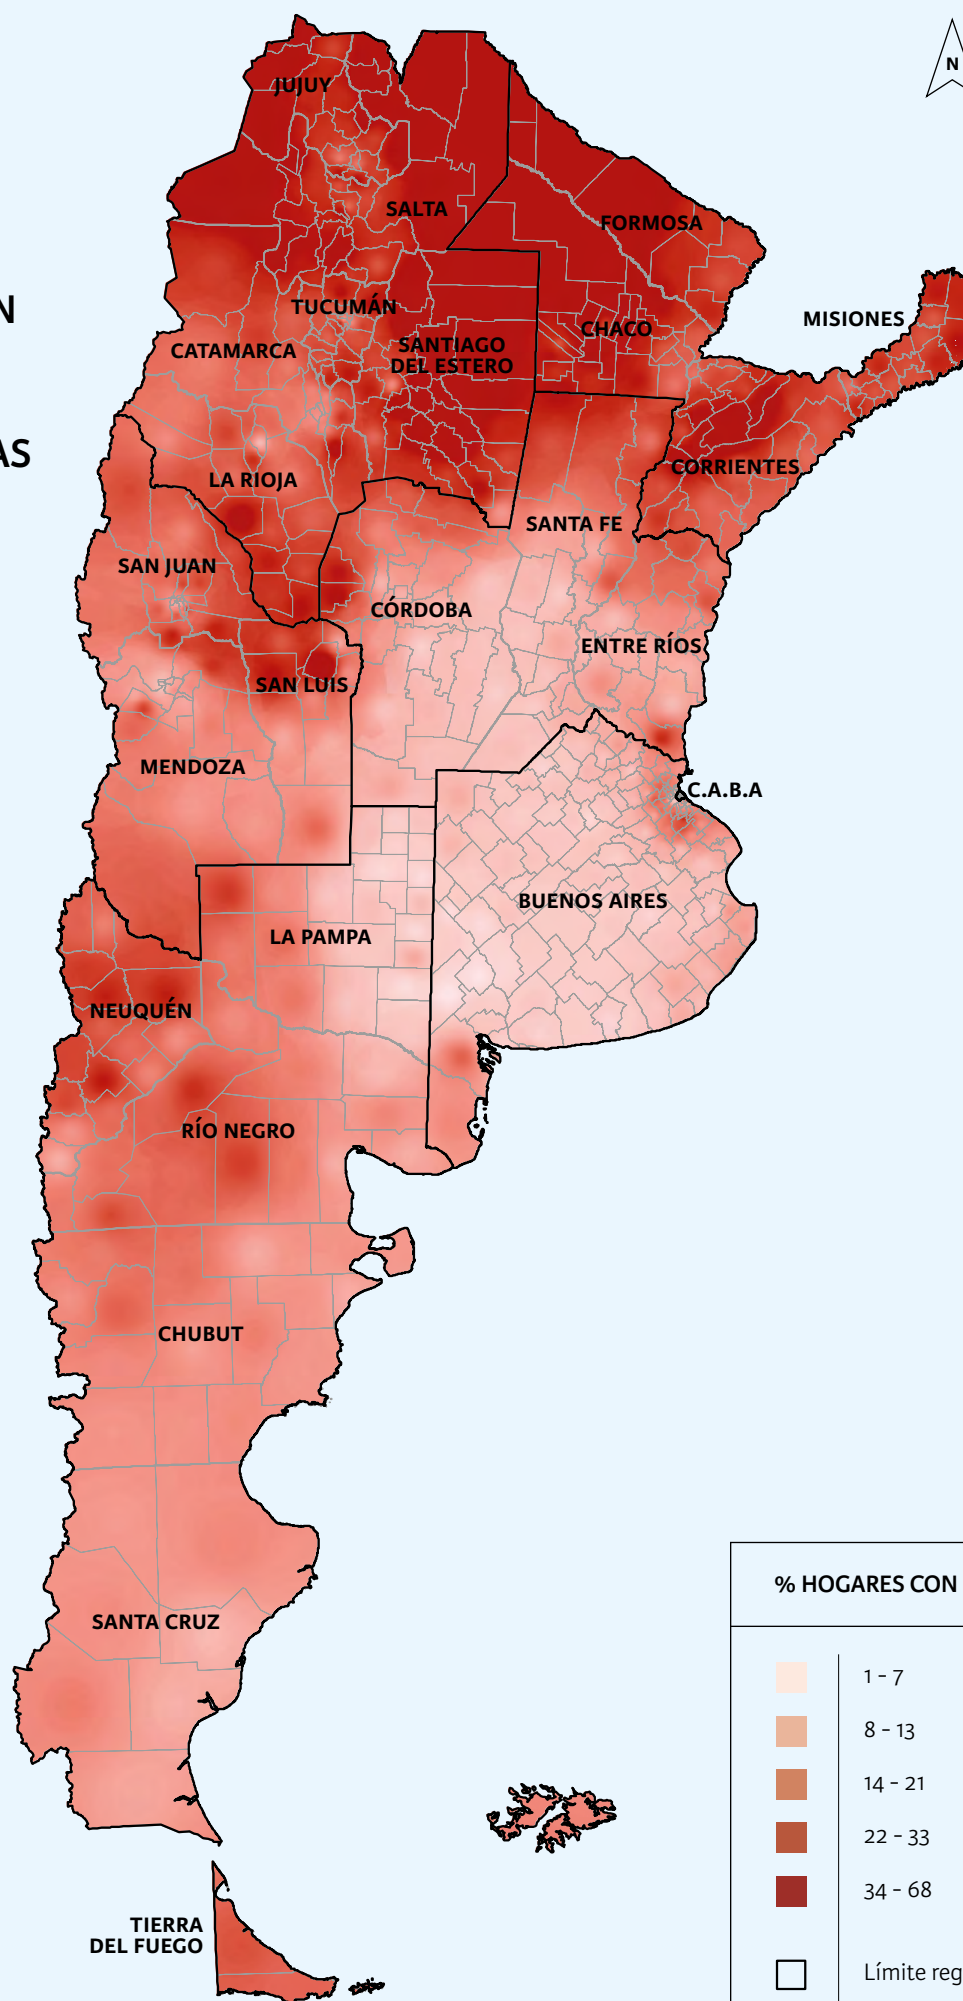 N
JUJUY
SALTA
FORMOSA
N
TUCUMÁN
MISIONES
CHACO
CATAMARCA
SANTIAGO
DEL ESTERO
AS
CORRIENTES
LA RIOJA
SANTA FE
SAN JUAN
CÓRDOBA
ENTRE RÍOS
SAN LUIS
MENDOZA
C.A.B.A
BUENOS AIRES
LA PAMPA
NEUQUÉN
RÍO NEGRO
CHUBUT
SANTA CRUZ
TIERRA
DEL FUEGO
% HOGARES CON
1 - 7
8 - 13
14 - 21
22 - 33
34 - 68
Límite reg